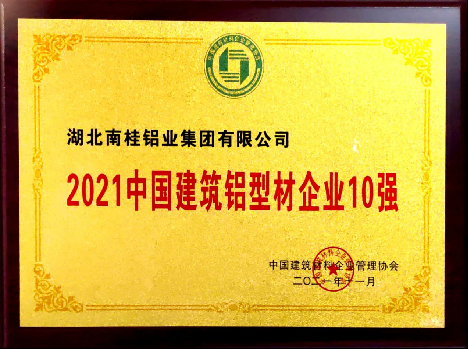 湖北南桂铝业集团有限公司
2021中国建筑铝型材企业10强
中国建筑材料企业管理协会
二〇二一年十一月